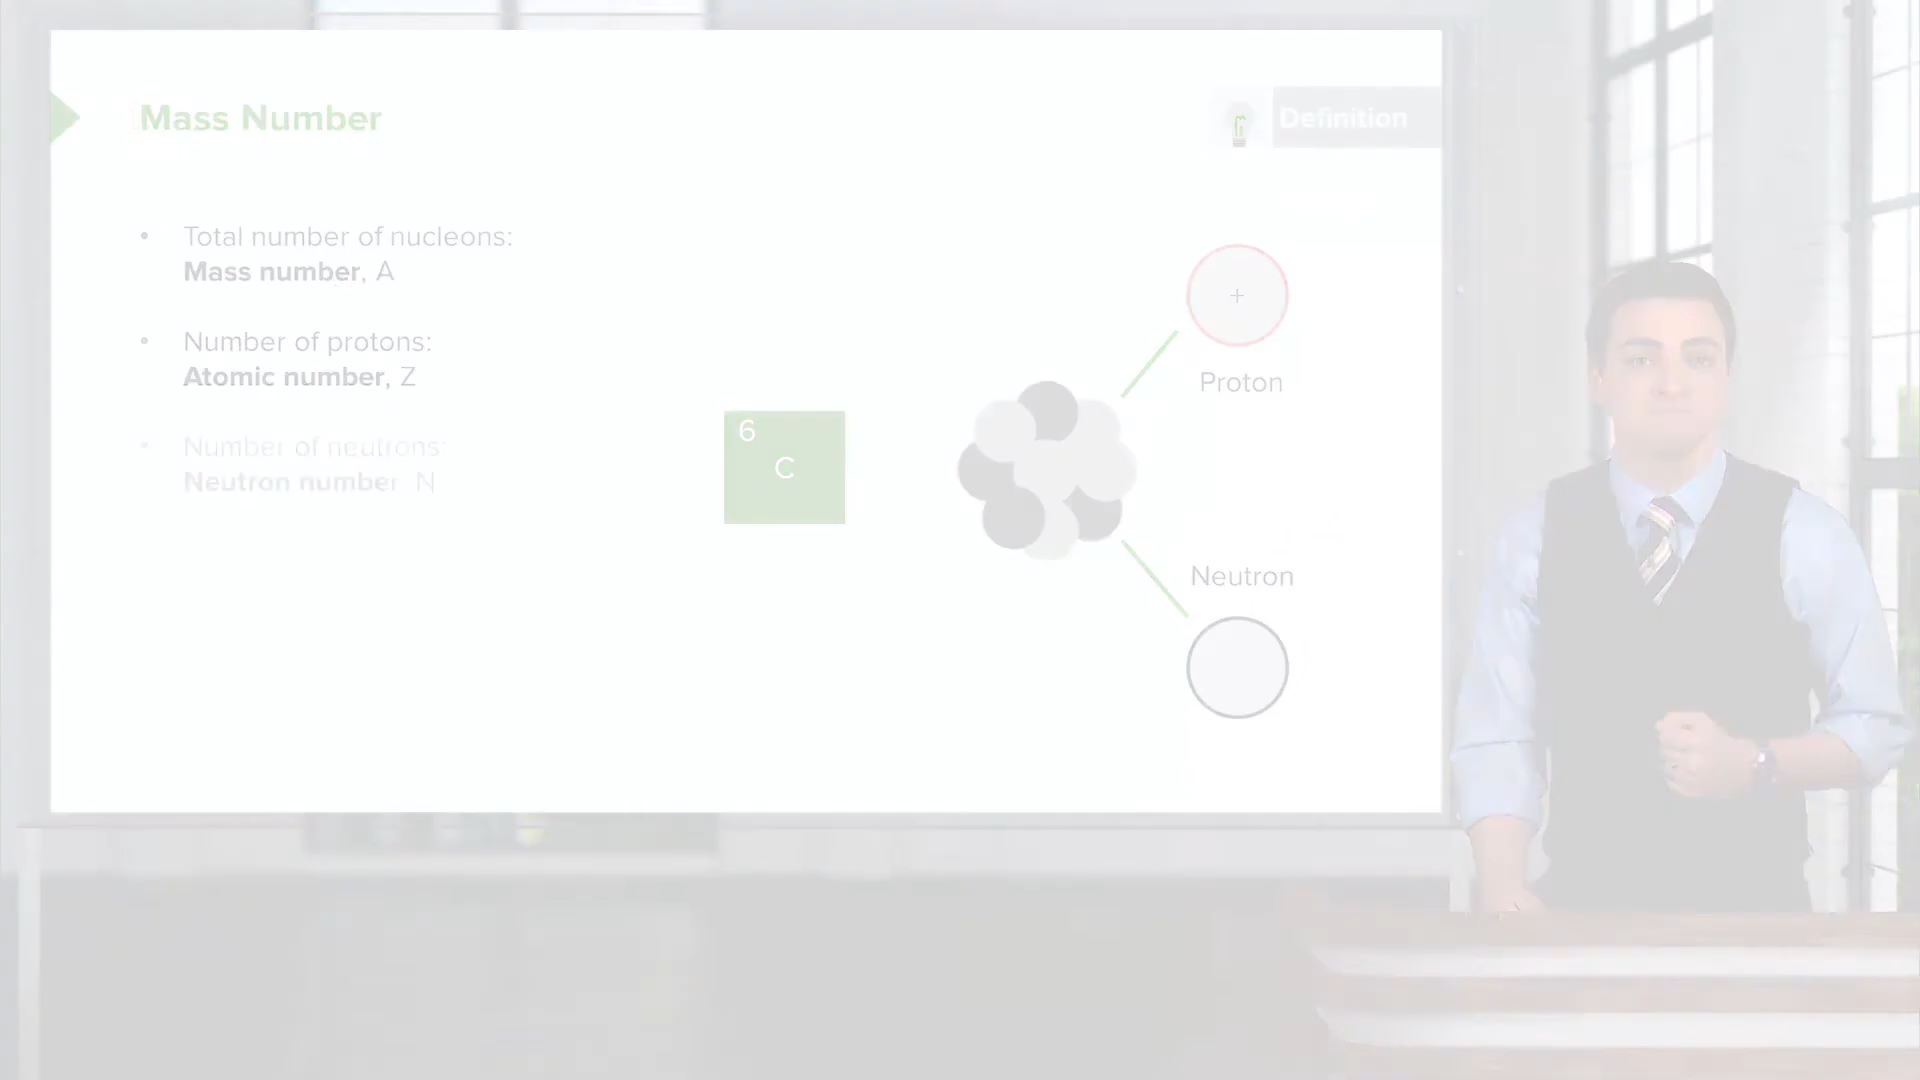 Mass Number
Definition
• Total number of nucleons:
Mass number, A
• Number of protons:
Atomic number, Z
• Number of neutrons:
Neutron number N
6
C
+
Proton
Neutron